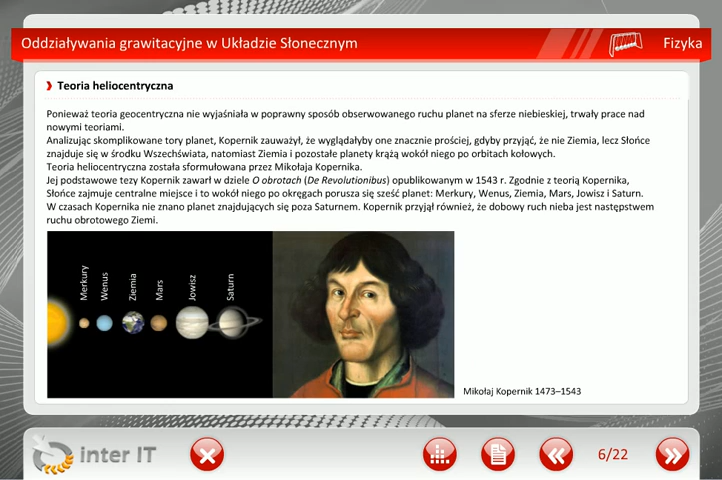 Oddziaływania grawitacyjne w Układzie Słonecznym
Fizyka
Teoria heliocentryczna
Ponieważ teoria geocentryczna nie wyjaśniała w poprawny sposób obserwowanego ruchu planet na sferze niebieskiej, trwały prace nad
nowymi teoriami.
Analizując skomplikowane tory planet, Kopernik zauważył, że wyglądałyby one znacznie prościej, gdyby przyjąć, że nie Ziemia, lecz Słońce
znajduje się w środku Wszechświata, natomiast Ziemia i pozostałe planety krążą wokół niego po orbitach kołowych.
Teoria heliocentryczna została sformułowana przez Mikołaja Kopernika.
Jej podstawowe tezy Kopernik zawarł w dziele O obrotach (De Revolutionibus) opublikowanym w 1543 r. Zgodnie z teorią Kopernika,
Słońce zajmuje centralne miejsce i to wokół niego po okręgach porusza się sześć planet: Merkury, Wenus, Ziemia, Mars, Jowisz i Saturn.
W czasach Kopernika nie znano planet znajdujących się poza Saturnem. Kopernik przyjął również, że dobowy ruch nieba jest następstwem
ruchu obrotowego Ziemi.
Merkury
Wenus
Ziemia
Mars
Jowisz
Saturn
Mikołaj Kopernik 1473–1543
inter IT
6/22